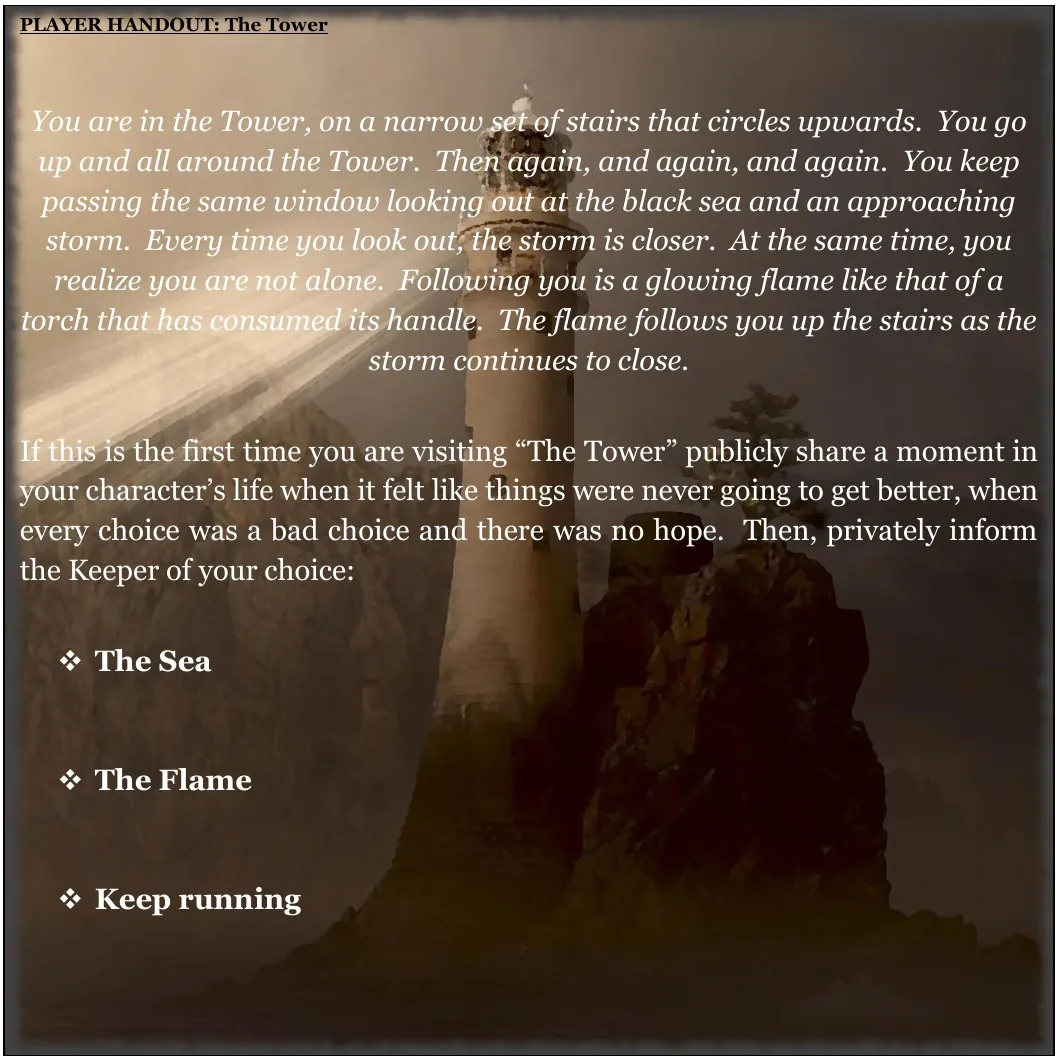 PLAYER HANDOUT: The Tower
You are in the Tower, on a narrow set of stairs that circles upwards.  You go
up and all around the Tower.  Then again, and again, and again.  You keep
passing the same window looking out at the black sea and an approaching
storm.  Every time you look out, the storm is closer.  At the same time, you
realize you are not alone.  Following you is a glowing flame like that of a
torch that has consumed its handle.  The flame follows you up the stairs as the
storm continues to close.
If this is the first time you are visiting “The Tower” publicly share a moment in
your character’s life when it felt like things were never going to get better, when
every choice was a bad choice and there was no hope.  Then, privately inform
the Keeper of your choice:
❖ The Sea
❖ The Flame
❖ Keep running